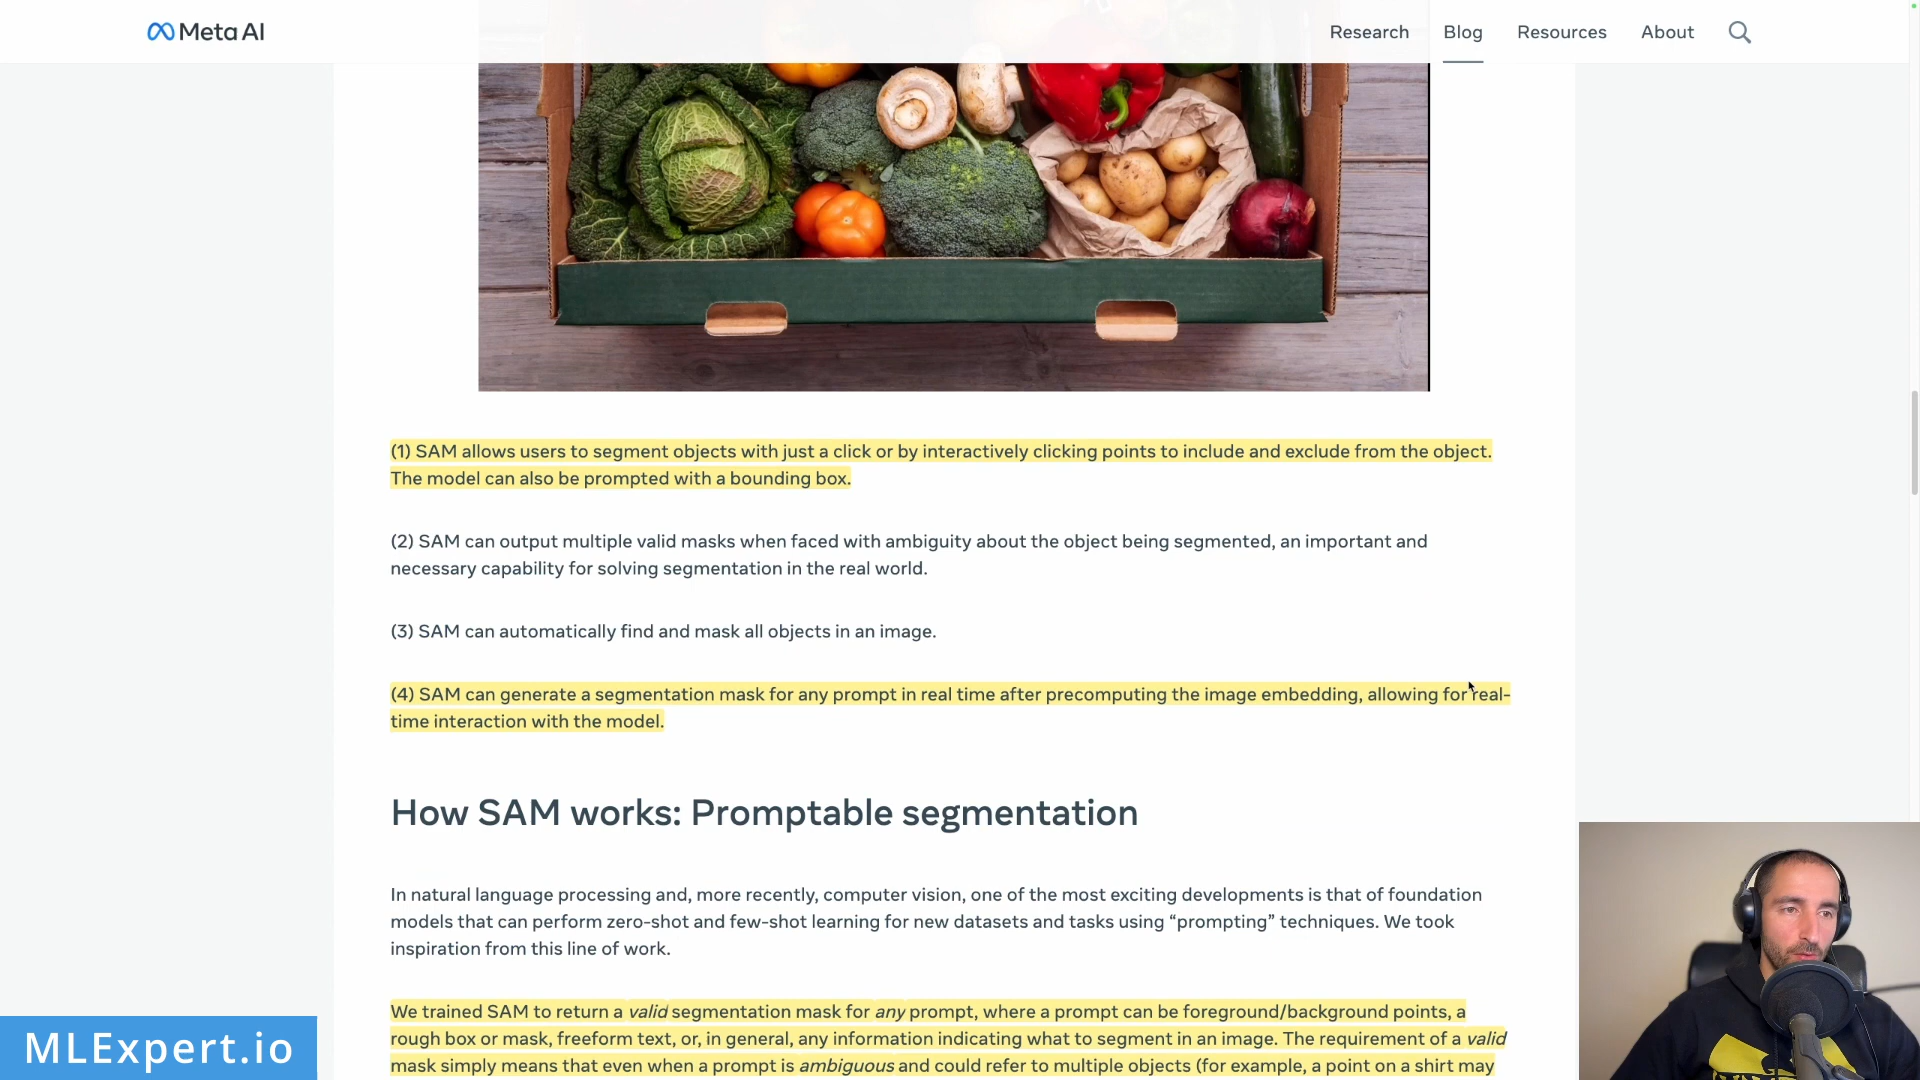 Meta AI
Research Blog Resources About
(1) SAM allows users to segment objects with just a click or by interactively clicking points to include and exclude from the object.
The model can also be prompted with a bounding box.
(2) SAM can output multiple valid masks when faced with ambiguity about the object being segmented, an important and
necessary capability for solving segmentation in the real world.
(3) SAM can automatically find and mask all objects in an image.
(4) SAM can generate a segmentation mask for any prompt in real time after precomputing the image embedding, allowing for real-
time interaction with the model.
How SAM works: Promptable segmentation
In natural language processing and, more recently, computer vision, one of the most exciting developments is that of foundation
models that can perform zero-shot and few-shot learning for new datasets and tasks using “prompting” techniques. We took
inspiration from this line of work.
We trained SAM to return a valid segmentation mask for any prompt, where a prompt can be foreground/background points, a
rough box or mask, freeform text, or, in general, any information indicating what to segment in an image. The requirement of a valid
mask simply means that even when a prompt is ambiguous and could refer to multiple objects (for example, a point on a shirt may
MLExpert.io